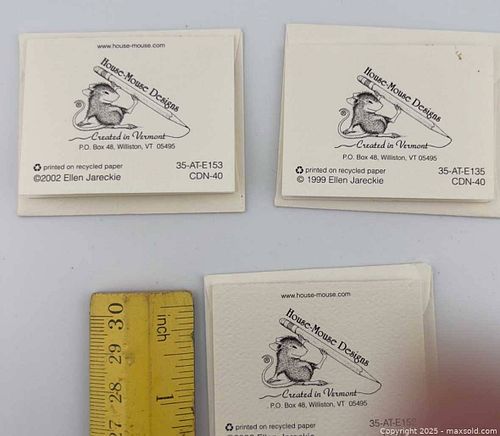 www.house-mouse.com
House-Mouse Designs
®
Created in Vermont
P.O. Box 48, Williston, VT 05495
printed on recycled paper
35-AT-E153
©2002 Ellen Jareckie
CDN-40
House-Mouse Designs
®
Created in Vermont
P.O. Box 48, Williston, VT 05495
printed on recycled paper
35-AT-E135
© 1999 Ellen Jareckie
CDN-40
www.house-mouse.com
House-Mouse Designs
®
Created in Vermont
P.O. Box 48, Williston, VT 05495
printed on recycled paper
inch
1
30
29
28
27
Copyright 2025 - maxsold.com